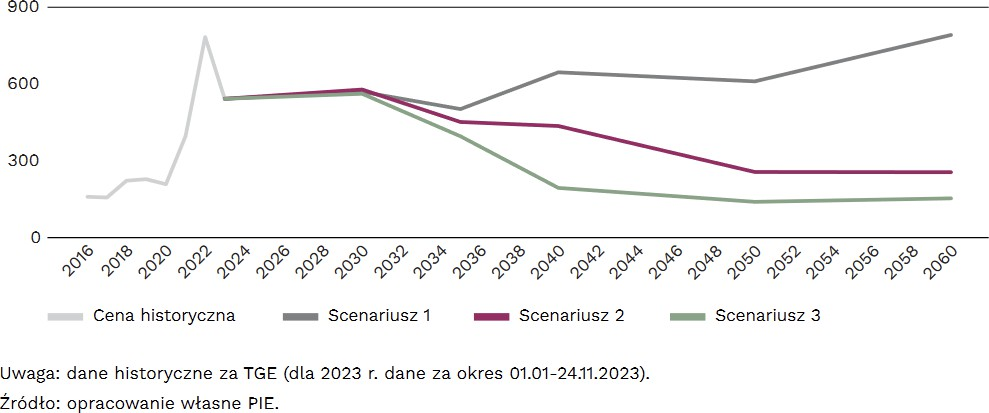 900
600
300
0
2016 2018 2020 2022 2024 2026 2028 2030 2032 2034 2036 2038 2040 2042 2044 2046 2048 2050 2052 2054 2056 2058 2060
Cena historyczna Scenariusz 1 Scenariusz 2 Scenariusz 3
Uwaga: dane historyczne za TGE (dla 2023 r. dane za okres 01.01-24.11.2023).
Źródło: opracowanie własne PIE.